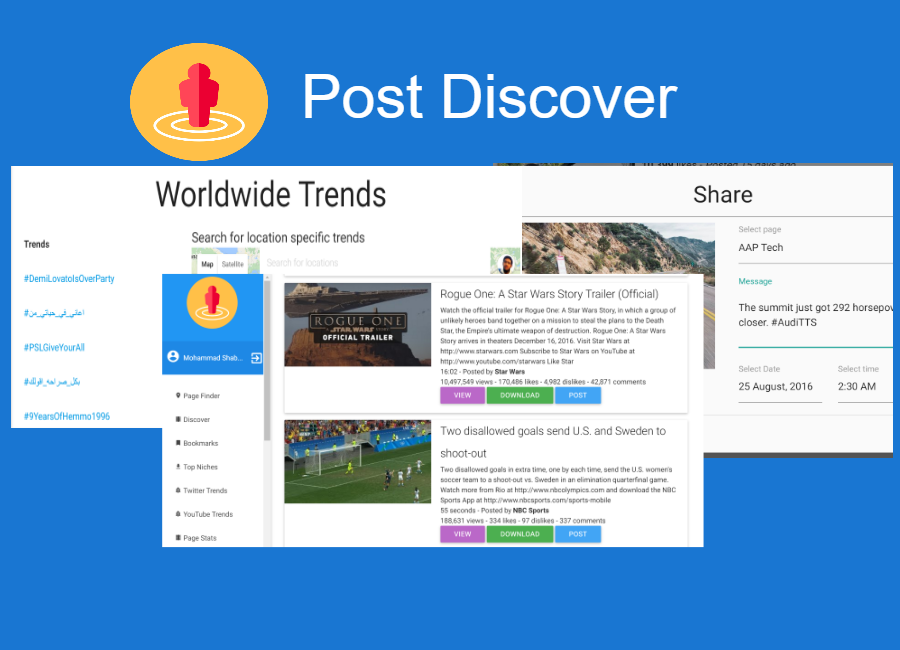 Post Discover
Worldwide Trends
Trends
#DemiLovatoIsOverParty
#اعلى_في_حياتي_من
#PSLGiveYourAll
#بكل_صراحه_اقولك
#9YearsOfHemmo1996
Search for location specific trends
Map Satellite
Search for locations
likes - Posted 15 days ago
Share
Select page
AAP Tech
Message
The summit just got 292 horsepow
closer. #AudiTTS
Select Date Select time
25 August, 2016 2:30 AM
Mohammad Shab...
Page Finder
Discover
Bookmarks
Top Niches
Twitter Trends
YouTube Trends
Page Stats
ROGUE ONE
STAR WARS
OFFICIAL TRAILER
Rogue One: A Star Wars Story Trailer (Official)
Watch the official trailer for Rogue One: A Star Wars Story, in which a group of
unlikely heroes band together on a mission to steal the plans to the Death
Star, the Empire's ultimate weapon of destruction. Rogue One: A Star Wars
Story arrives in theaters December 16, 2016. Visit Star Wars at
http://www.starwars.com Subscribe to Star Wars on YouTube at
http://www.youtube.com/starwars Like Star
16:02 - Posted by Star Wars
10,497,549 views - 170,486 likes - 4,982 dislikes - 42,871 comments
VIEW DOWNLOAD POST
Two disallowed goals send U.S. and Sweden to
shoot-out
Two disallowed goals in extra time, one by each time, send the U.S. women's
soccer team to a shoot-out vs. Sweden in an elimination quarterfinal game.
Watch more from Rio at http://www.nbcolympics.com and download the NBC
Sports App at http://www.nbcsports.com/sports-mobile
55 seconds - Posted by NBC Sports
188,631 views - 334 likes - 97 dislikes - 337 comments
VIEW DOWNLOAD POST